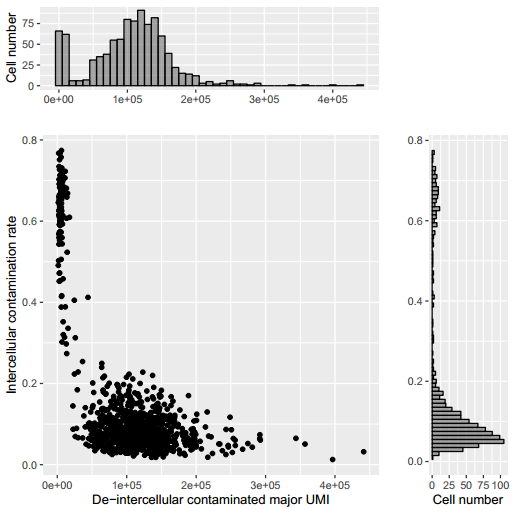 Cell number
75
50
25
0
0e+00 1e+05 2e+05 3e+05 4e+05
Intercellular contamination rate
0.8
0.6
0.4
0.2
0.0
0e+00 1e+05 2e+05 3e+05 4e+05
De−intercellular contaminated major UMI
0.8
0.6
0.4
0.2
0.0
0 25 50 75 100
Cell number